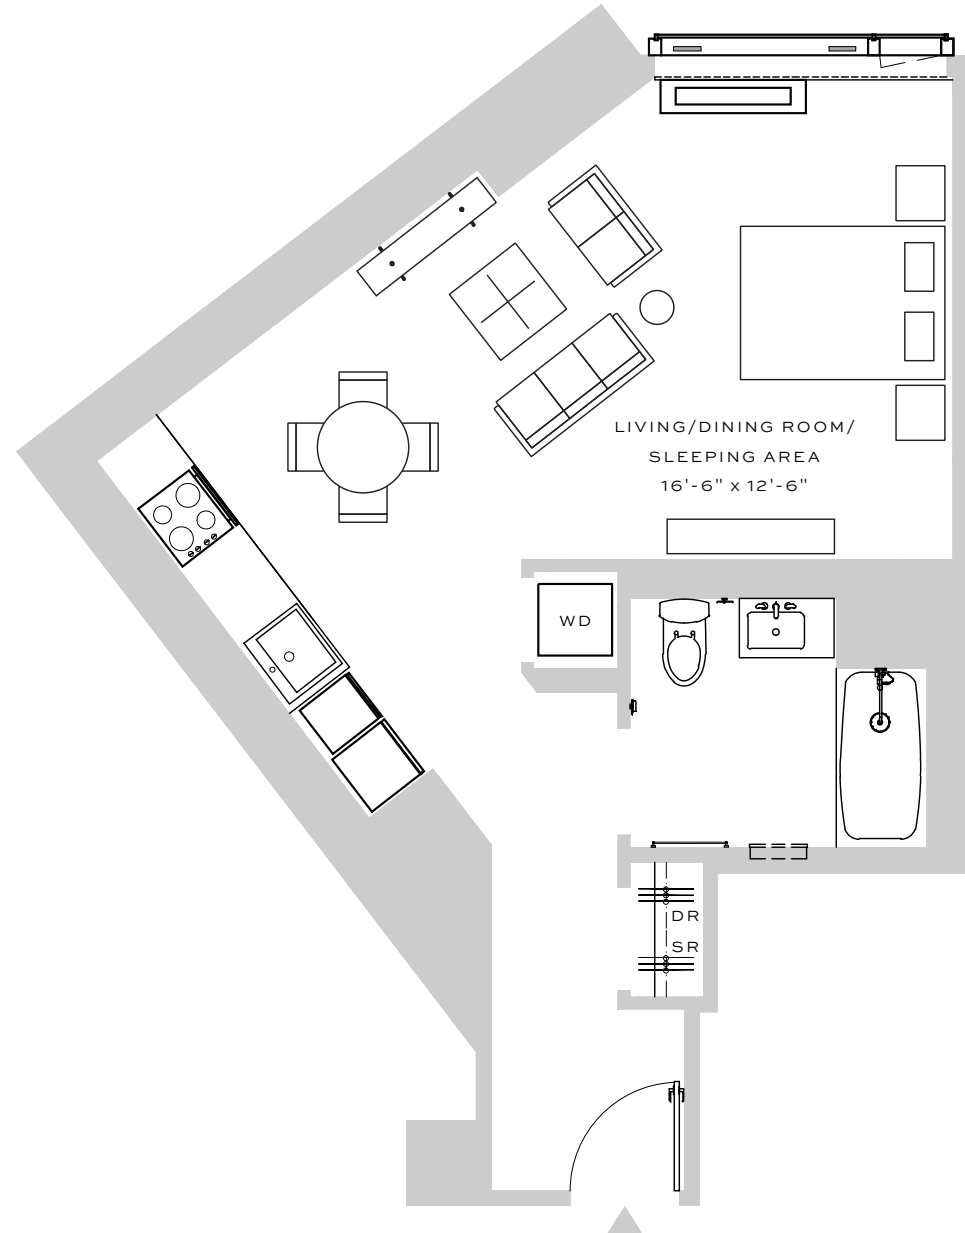 LIVING/DINING ROOM/
SLEEPING AREA
16'-6" x 12'-6"
WD
DR
SR